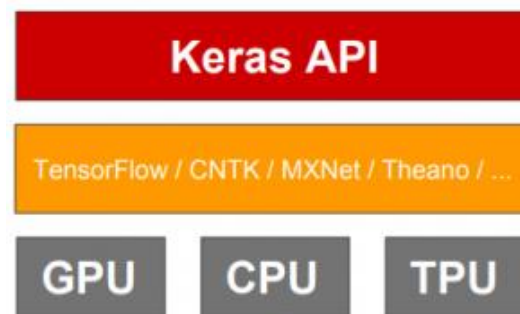 Keras API
TensorFlow / CNTK / MXNet / Theano / ...
GPU CPU TPU